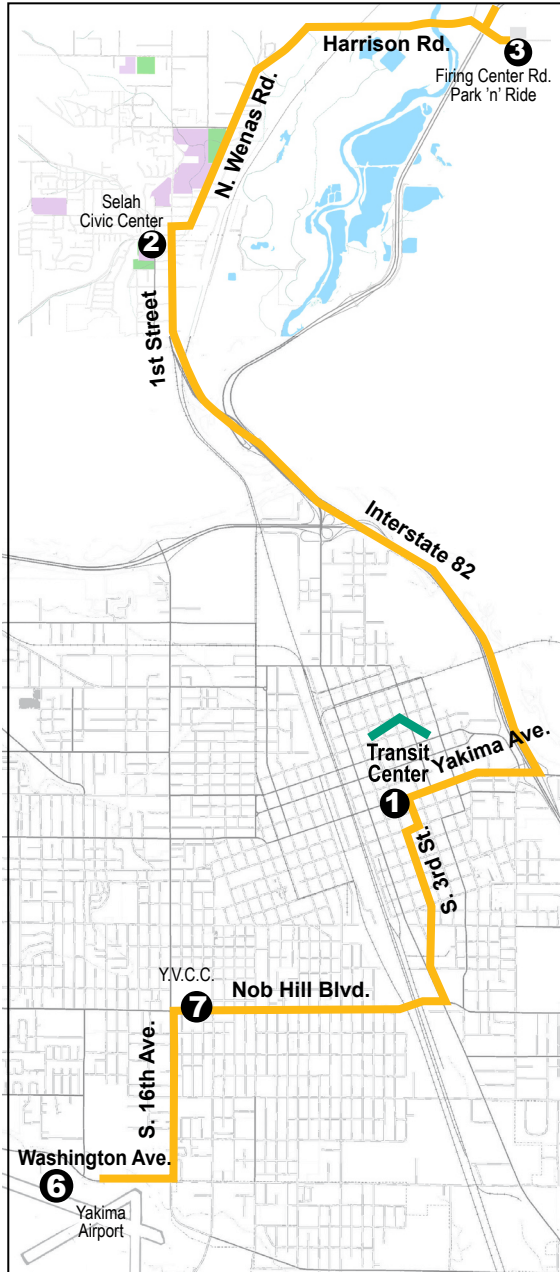 Harrison Rd.
3
Firing Center Rd.
Park 'n' Ride
N. Wenas Rd.
Selah
Civic Center
2
1st Street
Interstate 82
Transit
Center
Yakima Ave.
1
S. 3rd St.
Y.V.C.C.
7
Nob Hill Blvd.
S. 16th Ave.
Washington Ave.
6
Yakima
Airport